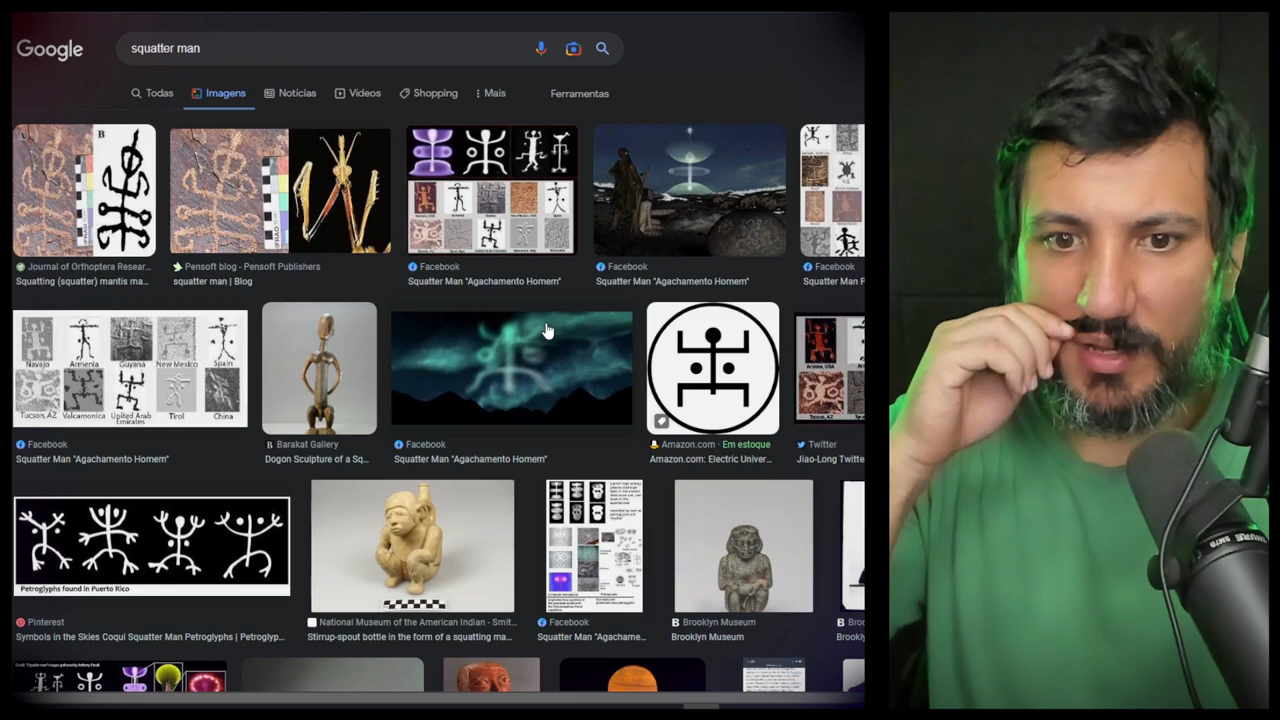 Google
squatter man
Todas
Imagens
Notícias
Vídeos
Shopping
Mais
Ferramentas
A
B
IFRAO
IFRAO
Journal of Orthoptera Resear...
Squatting (squatter) mantis ma...
Pensoft blog - Pensoft Publishers
squatter man | Blog
Facebook
Squatter Man "Agachamento Homem"
Facebook
Squatter Man "Agachamento Homem"
Facebook
Squatter Man F
Navajo
Armenia
Guyana
New Mexico
Spain
Tucson, AZ
Valcamonica
United Arab Emirates
Tirol
China
Facebook
Squatter Man "Agachamento Homem"
Barakat Gallery
Dogon Sculpture of a Sq...
Facebook
Squatter Man "Agachamento Homem"
Amazon.com · Em estoque
Amazon.com: Electric Univer...
Twitter
Jiao-Long Twitte
Petroglyphs found in Puerto Rico
Pinterest
Symbols in the Skies Coqui Squatter Man Petroglyphs | Petroglyp...
National Museum of the American Indian - Smit...
Stirrup-spout bottle in the form of a squatting ma...
Facebook
Squatter Man "Agachame...
Brooklyn Museum
Brooklyn Museum
Broo
Brookly
SHURE SM7B